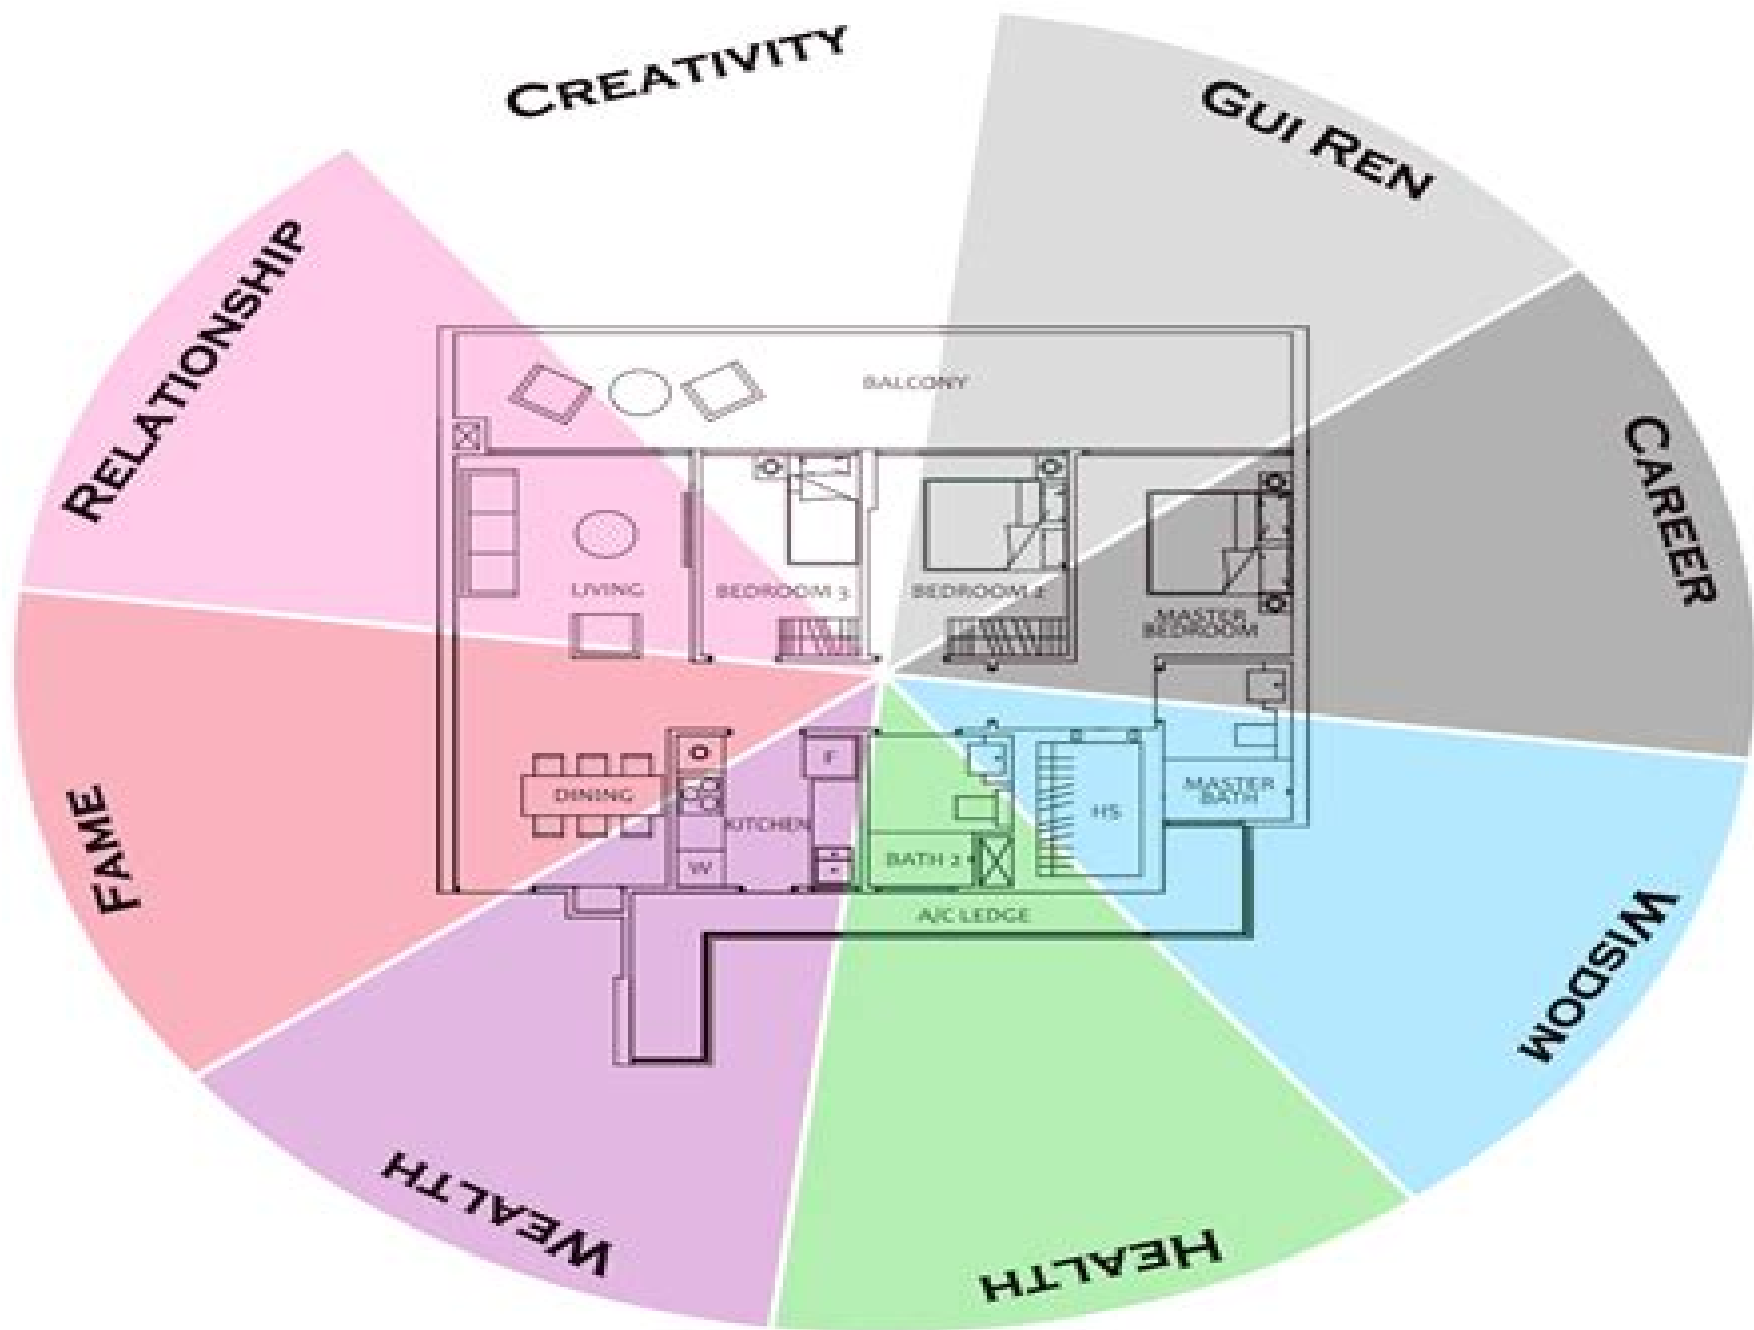 CREATIVITY
GUI REN
RELATIONSHIP
CAREER
BALCONY
LIVING
BEDROOM 3
BEDROOM 2
MASTER
BEDROOM
FAME
DINING
KITCHEN
F
W
BATH 2
HS
MASTER
BATH
A/C LEDGE
WISDOM
WEALTH
HEALTH